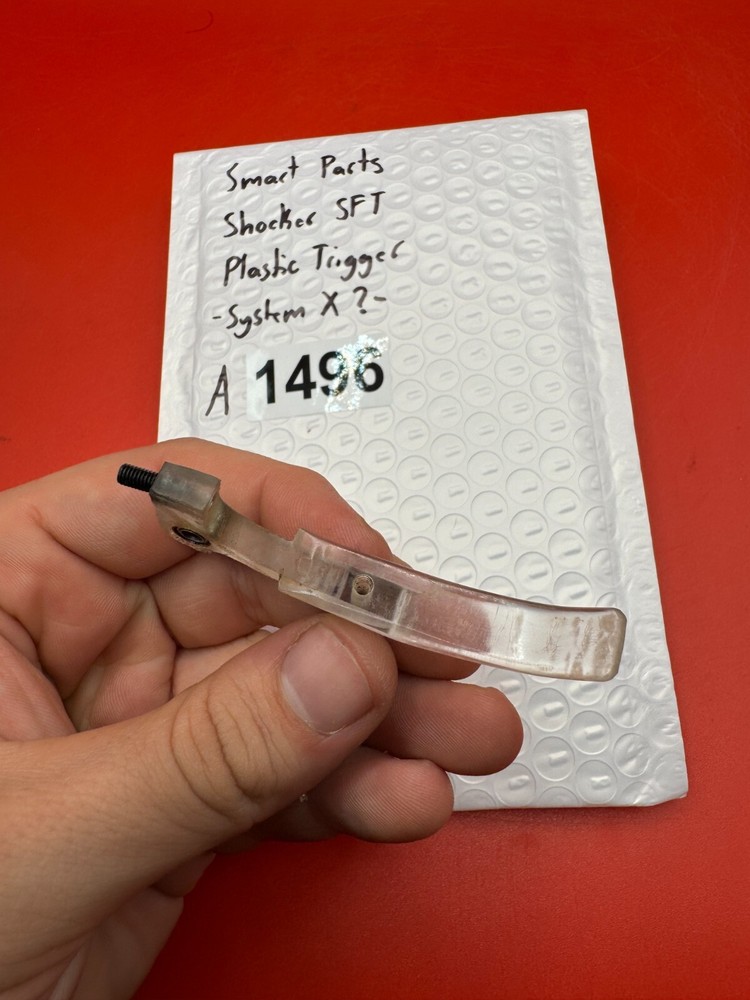 Smart Parts
Shocker SFT
Plastic Trigger
-System X ?-
A 1496